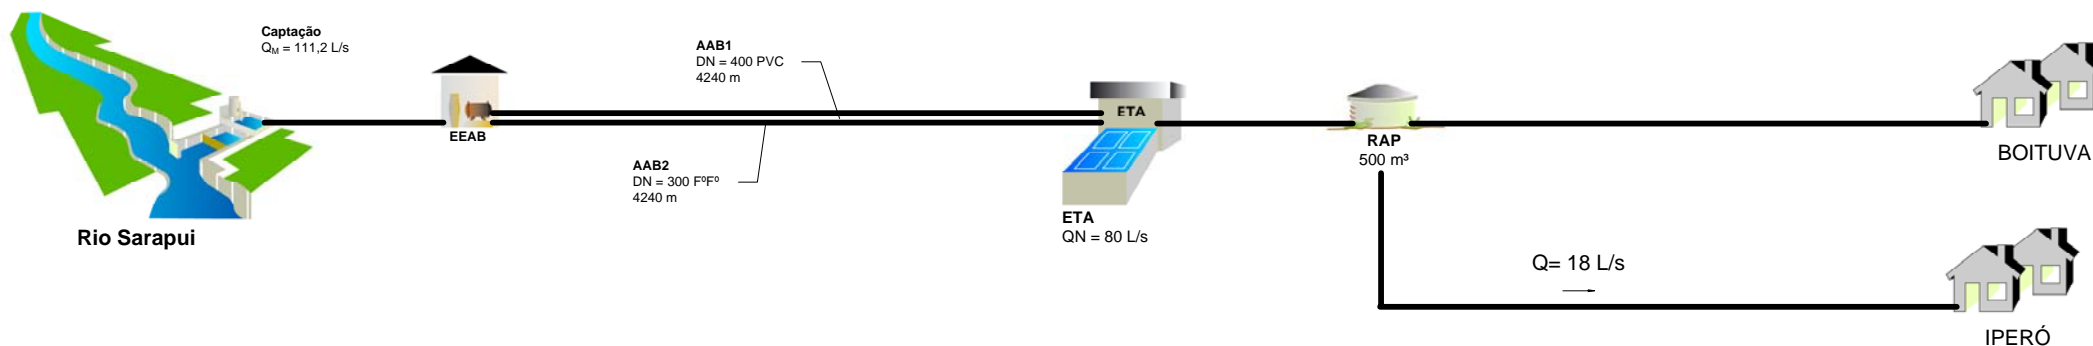 Captação
QM = 111,2 L/s
AAB1
DN = 400 PVC
4240 m
EEAB
ETA
AAB2
DN = 300 FºFº
4240 m
RAP
500 m³
BOITUVA
ETA
QN = 80 L/s
Rio Sarapui
Q= 18 L/s
IPERÓ